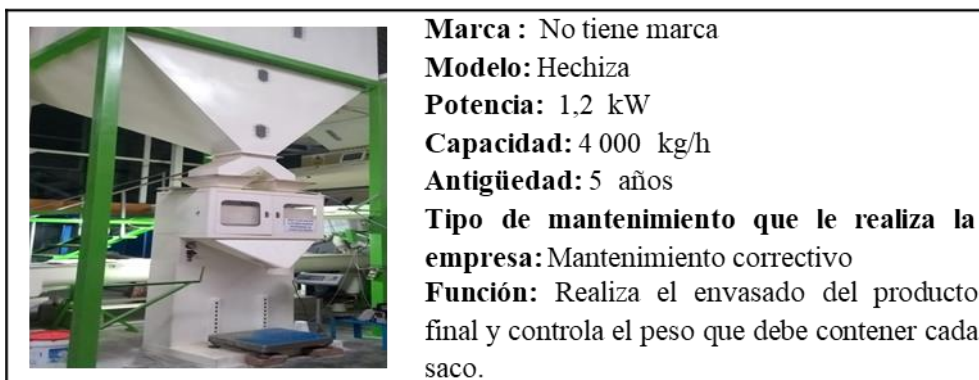 Marca : No tiene marca
Modelo: Hechiza
Potencia: 1,2 kW
Capacidad: 4 000 kg/h
Antigüedad: 5 años
Tipo de mantenimiento que le realiza la
empresa: Mantenimiento correctivo
Función: Realiza el envasado del producto
final y controla el peso que debe contener cada
saco.